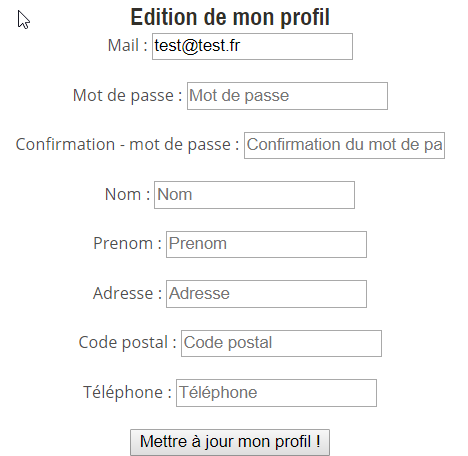 Edition de mon profil
Mail : test@test.fr
Mot de passe : Mot de passe
Confirmation - mot de passe : Confirmation du mot de pa
Nom : Nom
Prenom : Prenom
Adresse : Adresse
Code postal : Code postal
Téléphone : Téléphone
Mettre à jour mon profil !